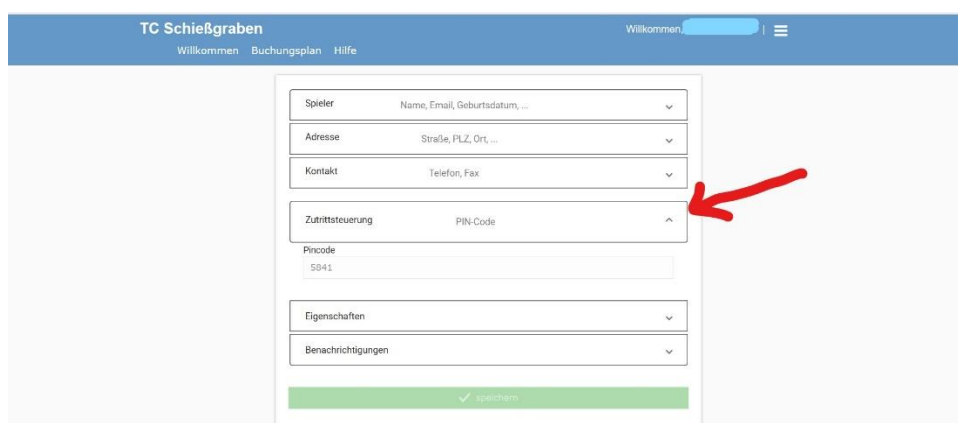 TC Schießgraben
Willkommen, |
Willkommen Buchungsplan Hilfe
Spieler Name, Email, Geburtsdatum, ...
Adresse Straße, PLZ, Ort, ...
Kontakt Telefon, Fax
Zutrittsteuerung PIN-Code
Pincode
5841
Eigenschaften
Benachrichtigungen
speichern